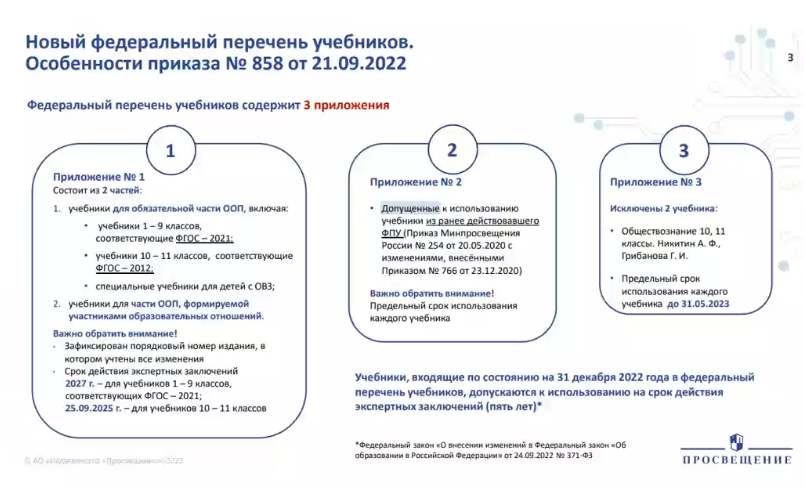 Новый федеральный перечень учебников.
Особенности приказа № 858 от 21.09.2022
3
Федеральный перечень учебников содержит 3 приложения
1
Приложение № 1
Состоит из 2 частей:
1. учебники для обязательной части ООП, включая:
• учебники 1 – 9 классов,
соответствующие ФГОС – 2021;
• учебники 10 – 11 классов, соответствующие
ФГОС – 2012;
• специальные учебники для детей с ОВЗ;
2. учебники для части ООП, формируемой
участниками образовательных отношений.
Важно обратить внимание!
- Зафиксирован порядковый номер издания, в
котором учтены все изменения
- Срок действия экспертных заключений
2027 г. – для учебников 1 – 9 классов,
соответствующих ФГОС – 2021;
25.09.2025 г. – для учебников 10 – 11 классов
2
Приложение № 2
• Допущенные к использованию
учебники из ранее действовавшего
ФПУ (Приказ Минпросвещения
России № 254 от 20.05.2020 с
изменениями, внесёнными
Приказом № 766 от 23.12.2020)
Важно обратить внимание!
Предельный срок использования
каждого учебника
3
Приложение № 3
Исключены 2 учебника:
• Обществознание 10, 11
классы. Никитин А. Ф.,
Грибанова Г. И.
• Предельный срок
использования каждого
учебника до 31.05.2023
Учебники, входящие по состоянию на 31 декабря 2022 года в федеральный
перечень учебников, допускаются к использованию на срок действия
экспертных заключений (пять лет)*
*Федеральный закон «О внесении изменений в Федеральный закон «Об
образовании в Российской Федерации» от 24.09.2022 № 371-ФЗ
© АО «Издательство «Просвещение» 2022
ПРОСВЕЩЕНИЕ